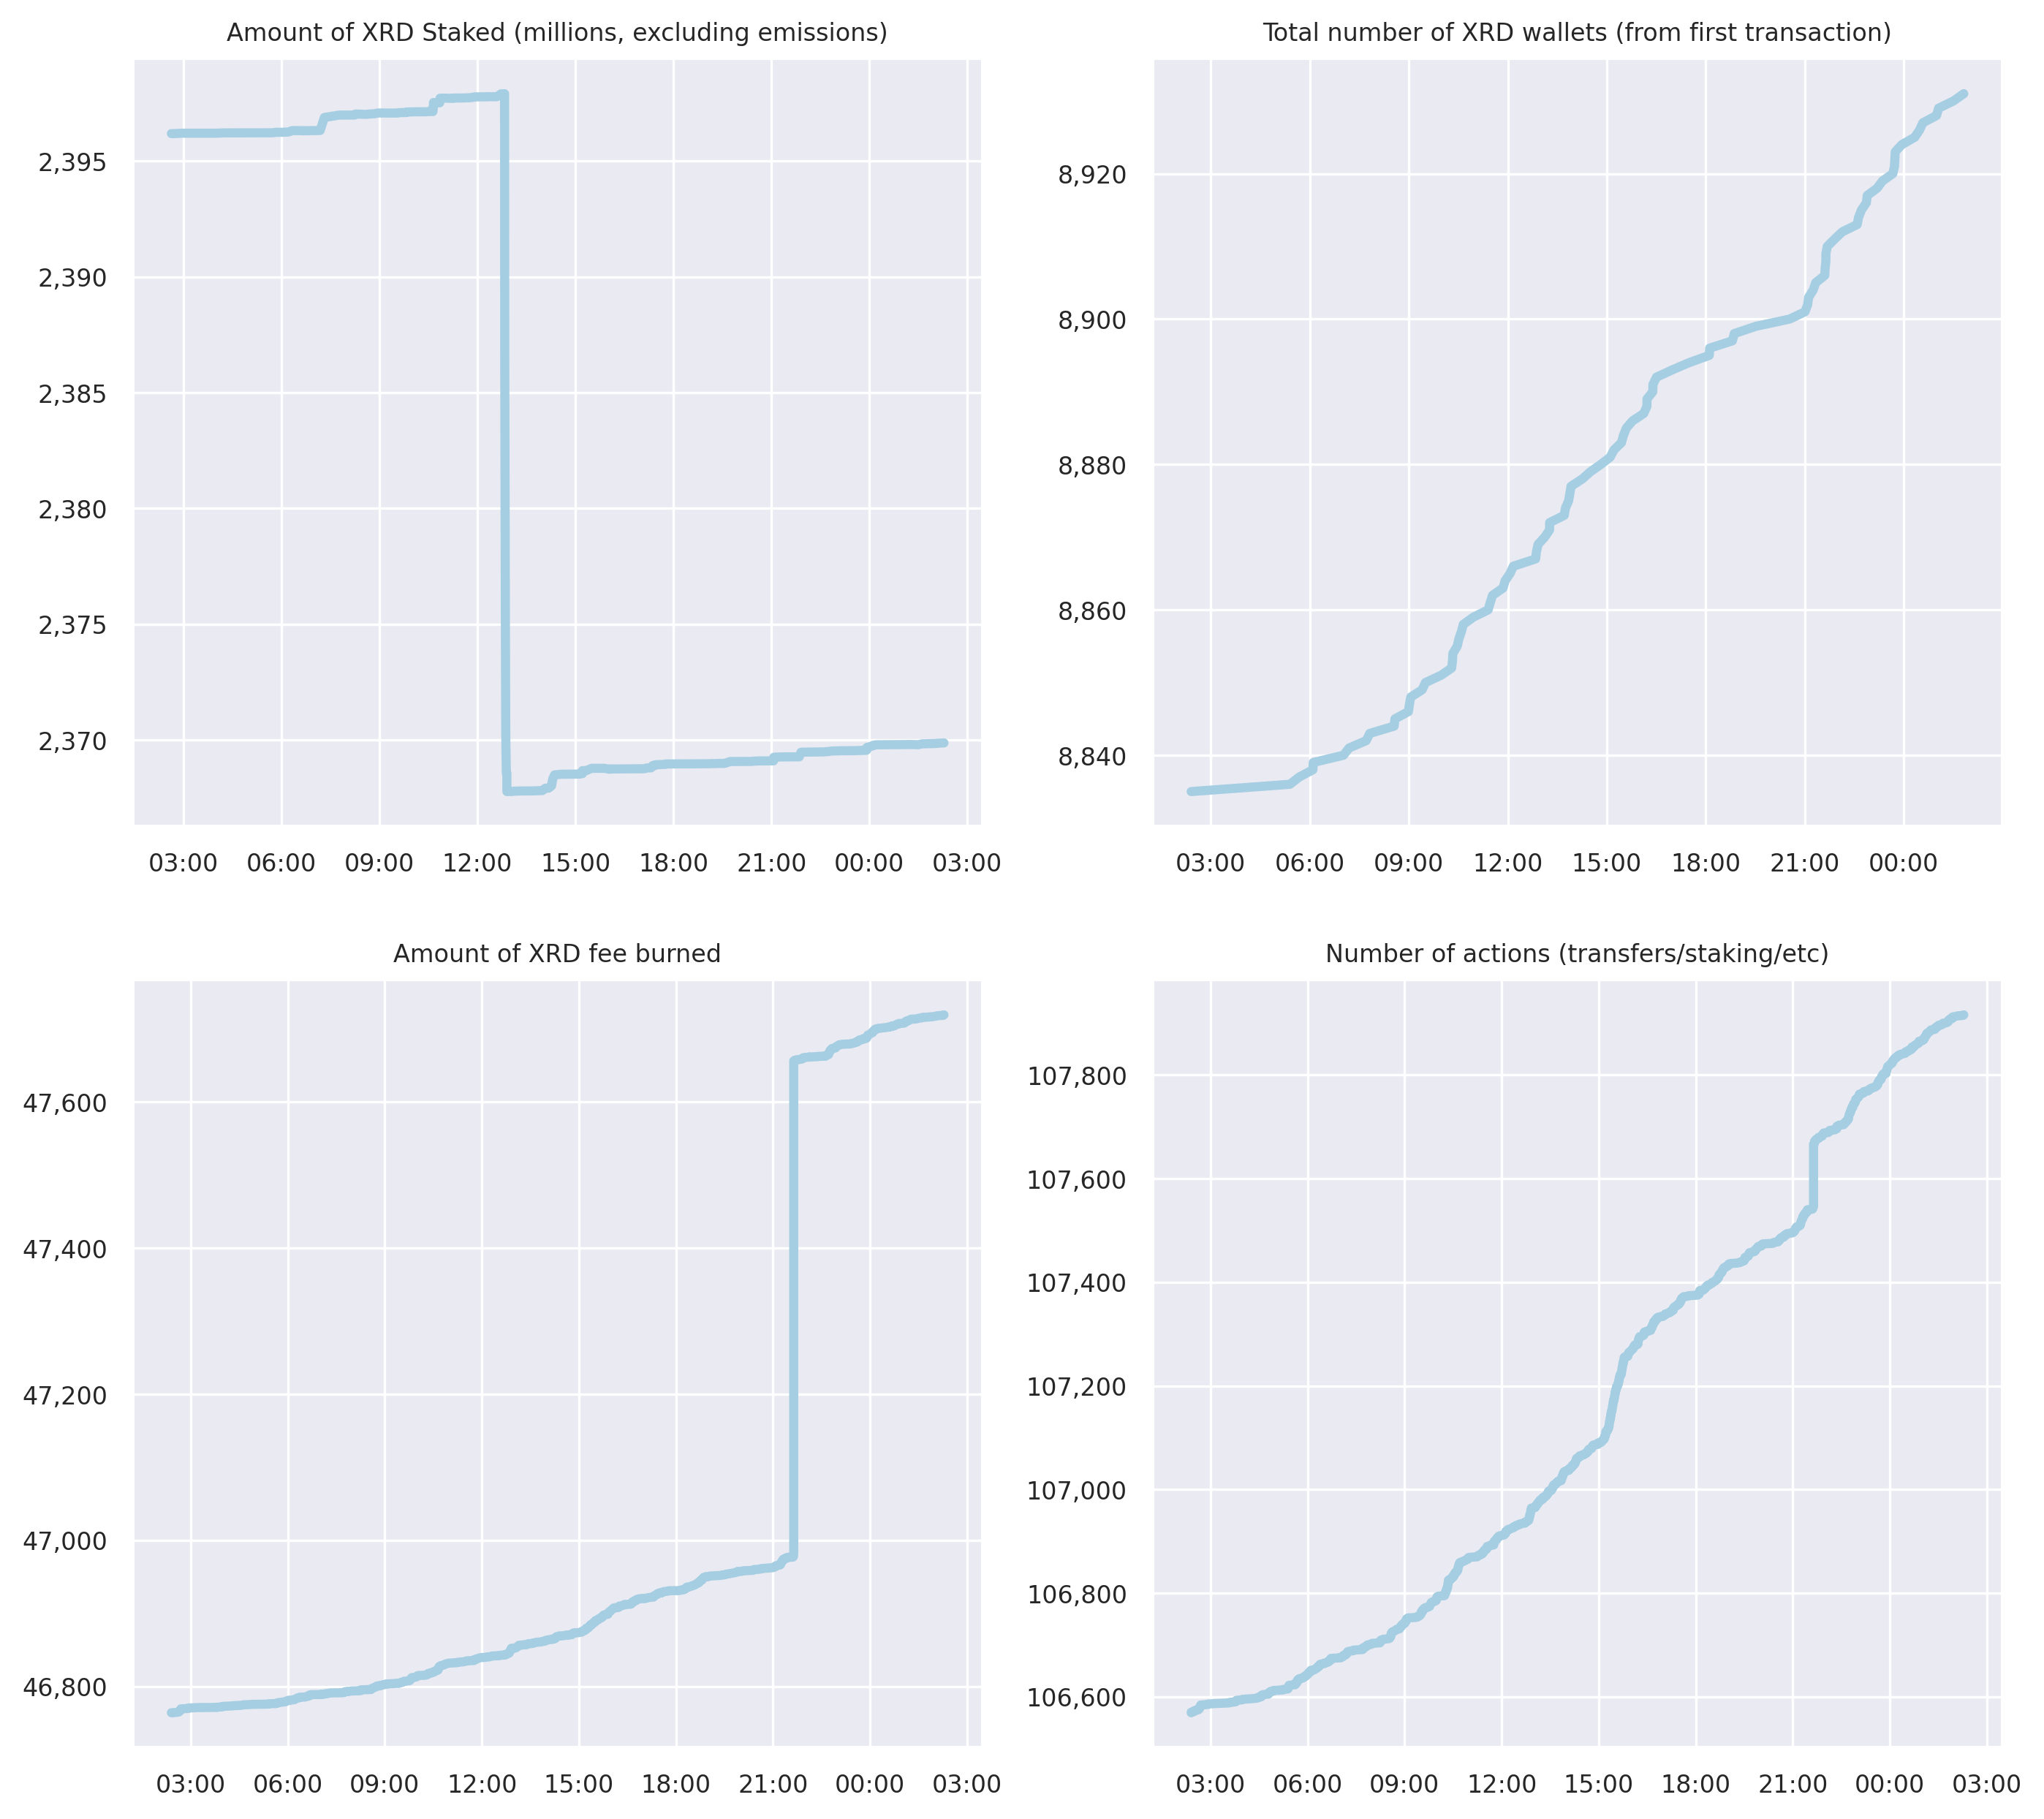 Amount of XRD Staked (millions, excluding emissions)
2,395
2,390
2,385
2,380
2,375
2,370
03:00 06:00 09:00 12:00 15:00 18:00 21:00 00:00 03:00
Total number of XRD wallets (from first transaction)
8,920
8,900
8,880
8,860
8,840
03:00 06:00 09:00 12:00 15:00 18:00 21:00 00:00
Amount of XRD fee burned
47,600
47,400
47,200
47,000
46,800
03:00 06:00 09:00 12:00 15:00 18:00 21:00 00:00 03:00
Number of actions (transfers/staking/etc)
107,800
107,600
107,400
107,200
107,000
106,800
106,600
03:00 06:00 09:00 12:00 15:00 18:00 21:00 00:00 03:00